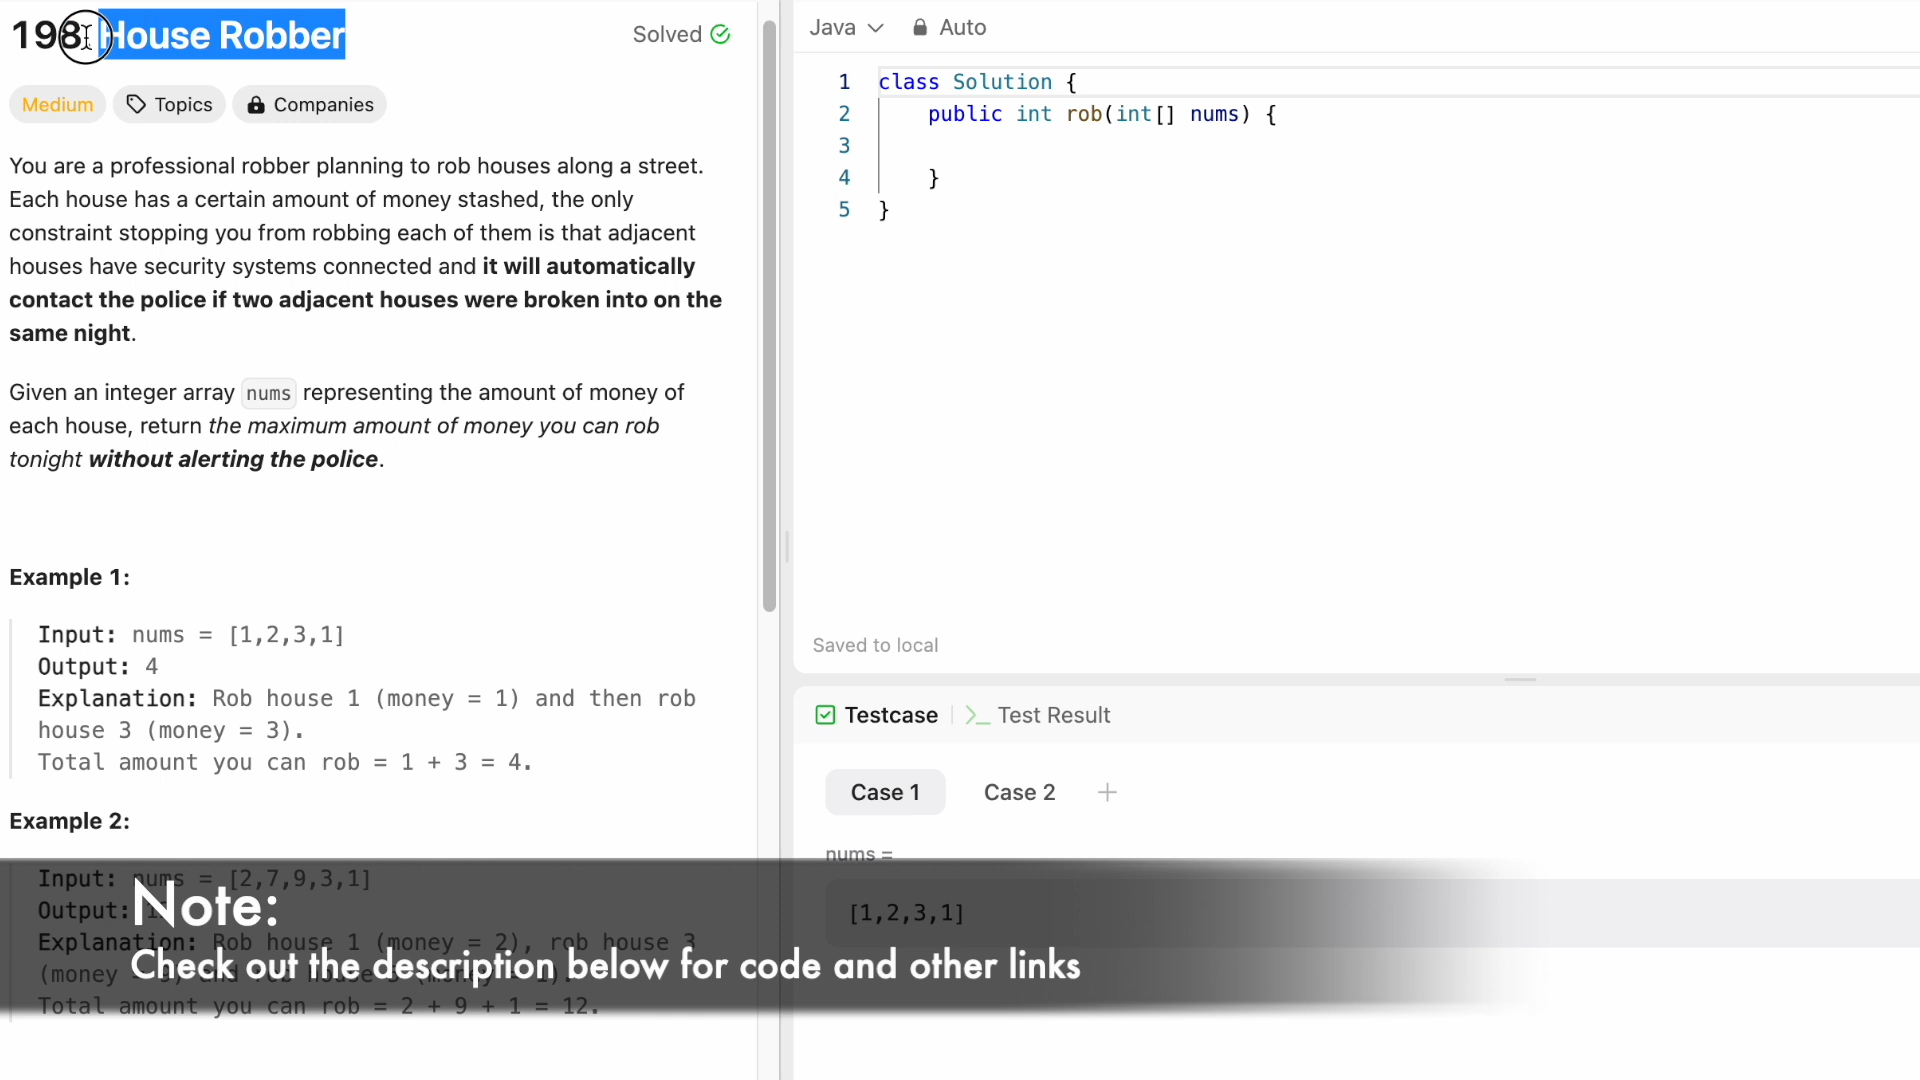 198. House Robber
Solved
Medium
Topics
Companies
You are a professional robber planning to rob houses along a street.
Each house has a certain amount of money stashed, the only
constraint stopping you from robbing each of them is that adjacent
houses have security systems connected and it will automatically
contact the police if two adjacent houses were broken into on the
same night.
Given an integer array nums representing the amount of money of
each house, return the maximum amount of money you can rob
tonight without alerting the police.
Example 1:
Input: nums = [1,2,3,1]
Output: 4
Explanation: Rob house 1 (money = 1) and then rob
house 3 (money = 3).
Total amount you can rob = 1 + 3 = 4.
Example 2:
Input: nums = [2,7,9,3,1]
Output:
Explanation: Rob house 1 (money = 2), rob house 3
(money
Total amount you can rob = 2 + 9 + 1 = 12.
Java
Auto
1 class Solution {
2 public int rob(int[] nums) {
3
4 }
5 }
Saved to local
Testcase
Test Result
Case 1
Case 2
nums =
[1,2,3,1]
Note:
Check out the description below for code and other links